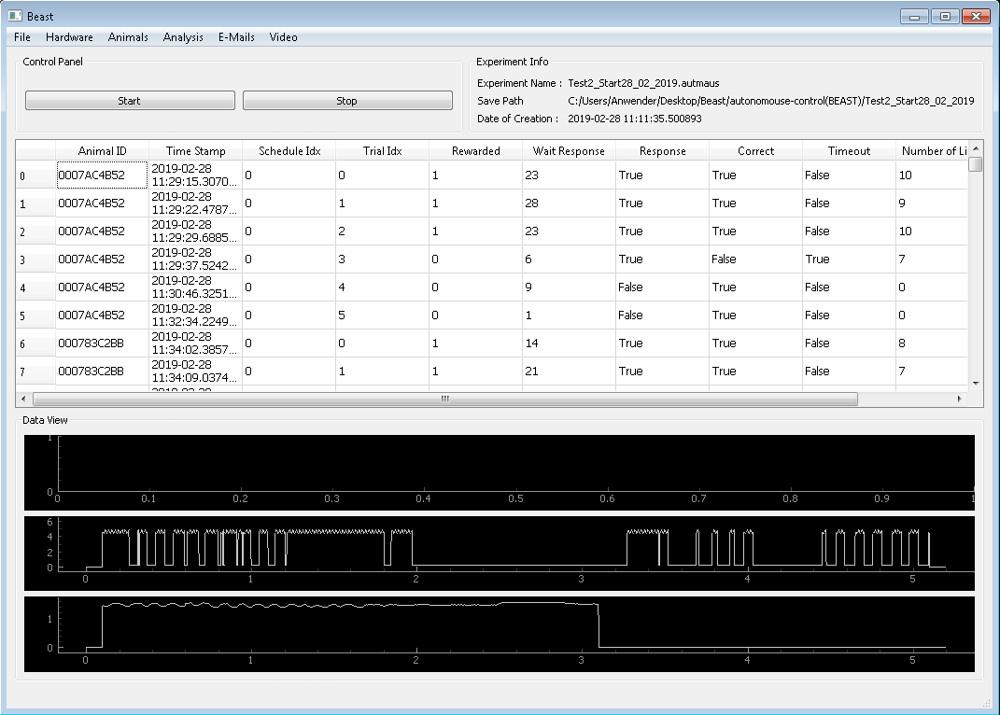 Beast
File Hardware Animals Analysis E-Mails Video
Control Panel
Start Stop
Experiment Info
Experiment Name : Test2_Start28_02_2019.autmaus
Save Path C:/Users/Anwender/Desktop/Beast/autonomouse-control(BEAST)/Test2_Start28_02_2019
Date of Creation : 2019-02-28 11:11:35.500893
Animal ID Time Stamp Schedule Idx Trial Idx Rewarded Wait Response Response Correct Timeout Number of Li
0 0007AC4B52 2019-02-28 11:29:15.3070... 0 0 1 23 True True False 10
1 0007AC4B52 2019-02-28 11:29:22.4787... 0 1 1 28 True True False 9
2 0007AC4B52 2019-02-28 11:29:29.6885... 0 2 1 23 True True False 10
3 0007AC4B52 2019-02-28 11:29:37.5242... 0 3 0 6 True False True 7
4 0007AC4B52 2019-02-28 11:30:46.3251... 0 4 0 9 False True False 0
5 0007AC4B52 2019-02-28 11:32:34.2249... 0 5 0 1 False True False 0
6 000783C2BB 2019-02-28 11:34:02.3857... 0 0 1 14 True True False 8
7 000783C2BB 2019-02-28 11:34:09.0374... 0 1 1 21 True True False 7
Data View
1
0
0 0.1 0.2 0.3 0.4 0.5 0.6 0.7 0.8 0.9 1
6
4
2
0
0 1 2 3 4 5
1
0
0 1 2 3 4 5